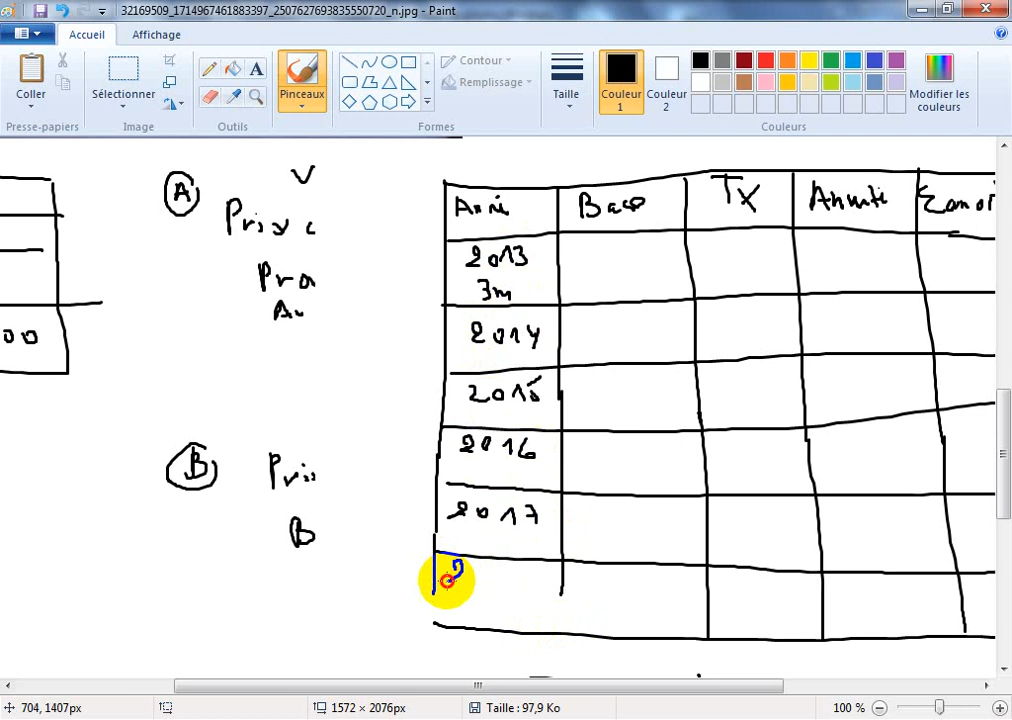 32169509_1714967461883397_2507627693835550720_n.jpg - Paint
Accueil
Affichage
Coller
Sélectionner
Pinceaux
Contour
Remplissage
Taille
Couleur 1
Couleur 2
Modifier les couleurs
Presse-papiers
Image
Outils
Formes
Couleurs
A
V
Prix c
B
Base
TX
2013
3m
2014
2015
2016
2017
00
704, 1407px
1572 × 2076px
Taille : 97,9 Ko
100 %